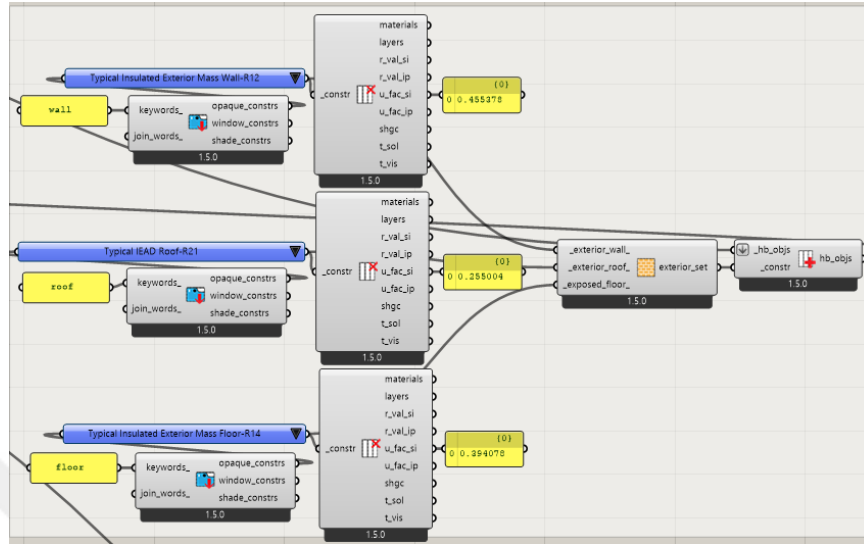 Typical Insulated Exterior Mass Wall-R12
wall
keywords_
join_words_
opaque_constrs
window_constrs
shade_constrs
1.5.0
_constr
materials
layers
r_val_si
r_val_ip
u_fac_si
u_fac_ip
shgc
t_sol
t_vis
1.5.0
{0}
0 0.455378
Typical IEAD Roof-R21
roof
keywords_
join_words_
opaque_constrs
window_constrs
shade_constrs
1.5.0
_constr
materials
layers
r_val_si
r_val_ip
u_fac_si
u_fac_ip
shgc
t_sol
t_vis
1.5.0
{0}
0 0.255004
_exterior_wall_
_exterior_roof_
_exposed_floor_
exterior_set
1.5.0
_hb_objs
_constr
hb_objs
1.5.0
Typical Insulated Exterior Mass Floor-R14
floor
keywords_
join_words_
opaque_constrs
window_constrs
shade_constrs
1.5.0
_constr
materials
layers
r_val_si
r_val_ip
u_fac_si
u_fac_ip
shgc
t_sol
t_vis
1.5.0
{0}
0 0.394078